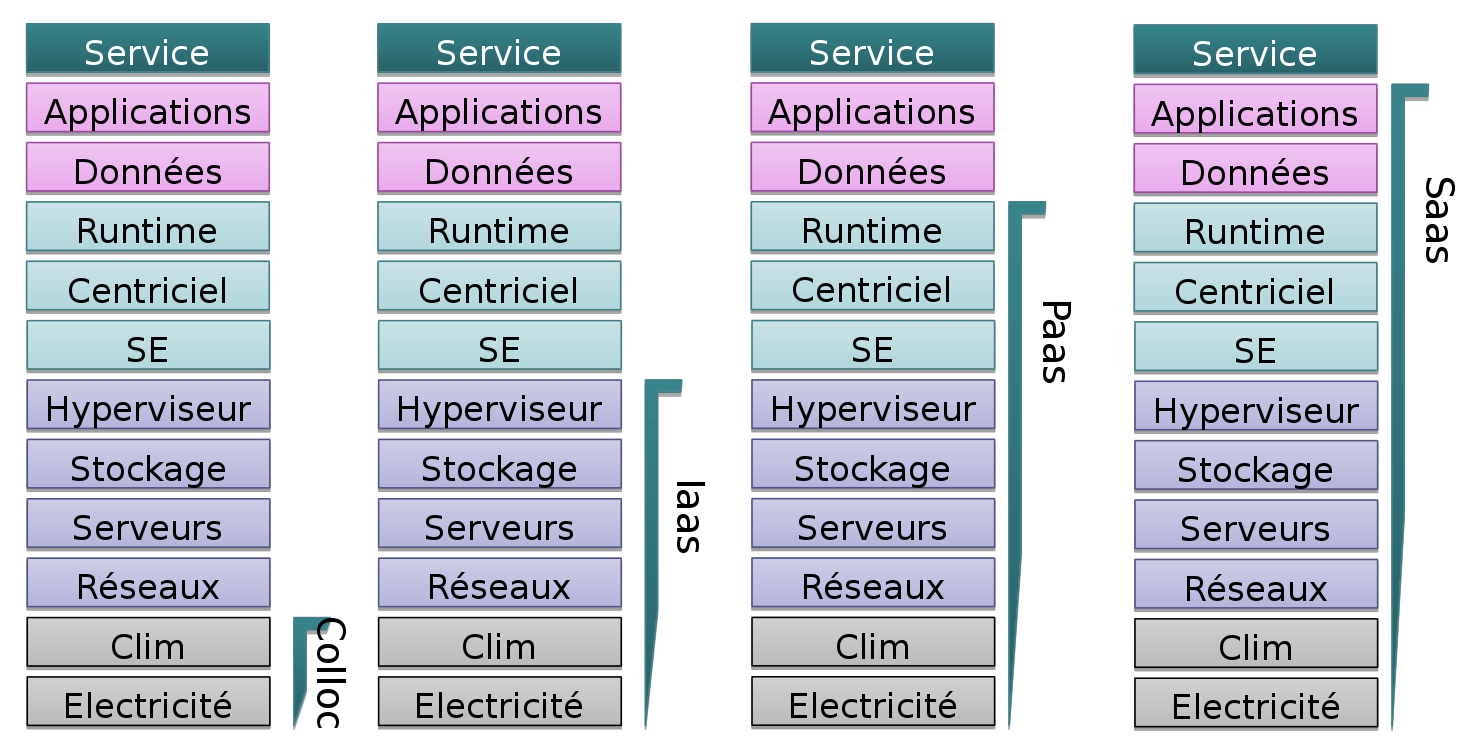 Service
Applications
Données
Runtime
Centriciel
SE
Hyperviseur
Stockage
Serveurs
Réseaux
Clim
Electricité
Colloc
Service
Applications
Données
Runtime
Centriciel
SE
Hyperviseur
Stockage
Serveurs
Réseaux
Clim
Electricité
Iaas
Service
Applications
Données
Runtime
Centriciel
SE
Hyperviseur
Stockage
Serveurs
Réseaux
Clim
Electricité
Paas
Service
Applications
Données
Runtime
Centriciel
SE
Hyperviseur
Stockage
Serveurs
Réseaux
Clim
Electricité
Saas